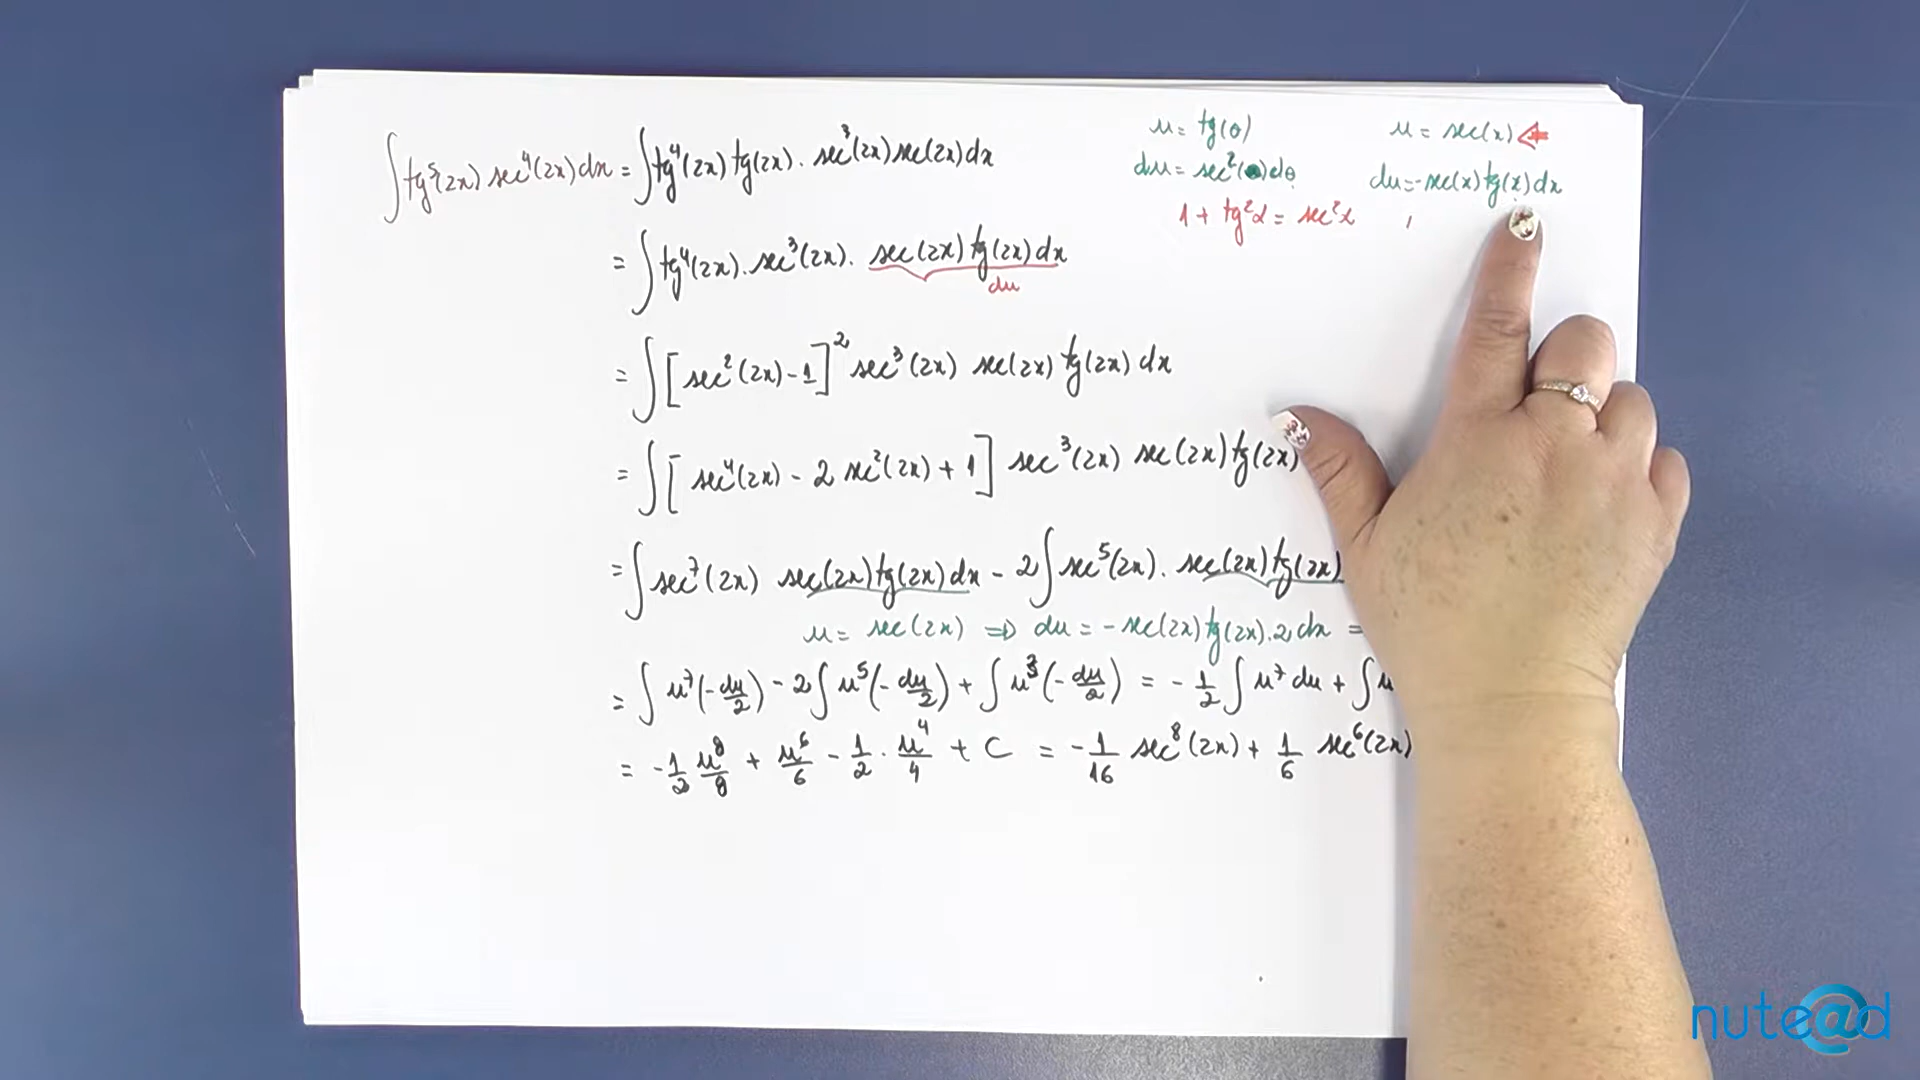 ∫tg⁵(2x) sec⁴(2x)dx = ∫tg⁴(2x) tg(2x) . sec³(2x) sec(2x)dx
u = tg(θ)
du = sec²(θ)dθ
1 + tg²α = sec²α
u = sec(x)
du = -sec(x) tg(x)dx
= ∫tg⁴(2x) . sec³(2x) . sec(2x) tg(2x) dx
du
= ∫[sec²(2x) - 1]² sec³(2x) sec(2x) tg(2x) dx
= ∫[sec⁴(2x) - 2 sec²(2x) + 1] sec³(2x) sec(2x) tg(2x)
= ∫sec⁷(2x) sec(2x) tg(2x) dx - 2∫sec⁵(2x) . sec(2x) tg(2x)
u = sec(2x) ⇒ du = -sec(2x) tg(2x) . 2 dx =
= ∫u⁷(-du/2) - 2∫u⁵(-du/2) + ∫u³(-du/2) = -1/2 ∫u⁷ du + ∫u
= -1/2 u⁸/8 + u⁶/6 - 1/2 . u⁴/4 + C = -1/16 sec⁸(2x) + 1/6 sec⁶(2x)
nute@d